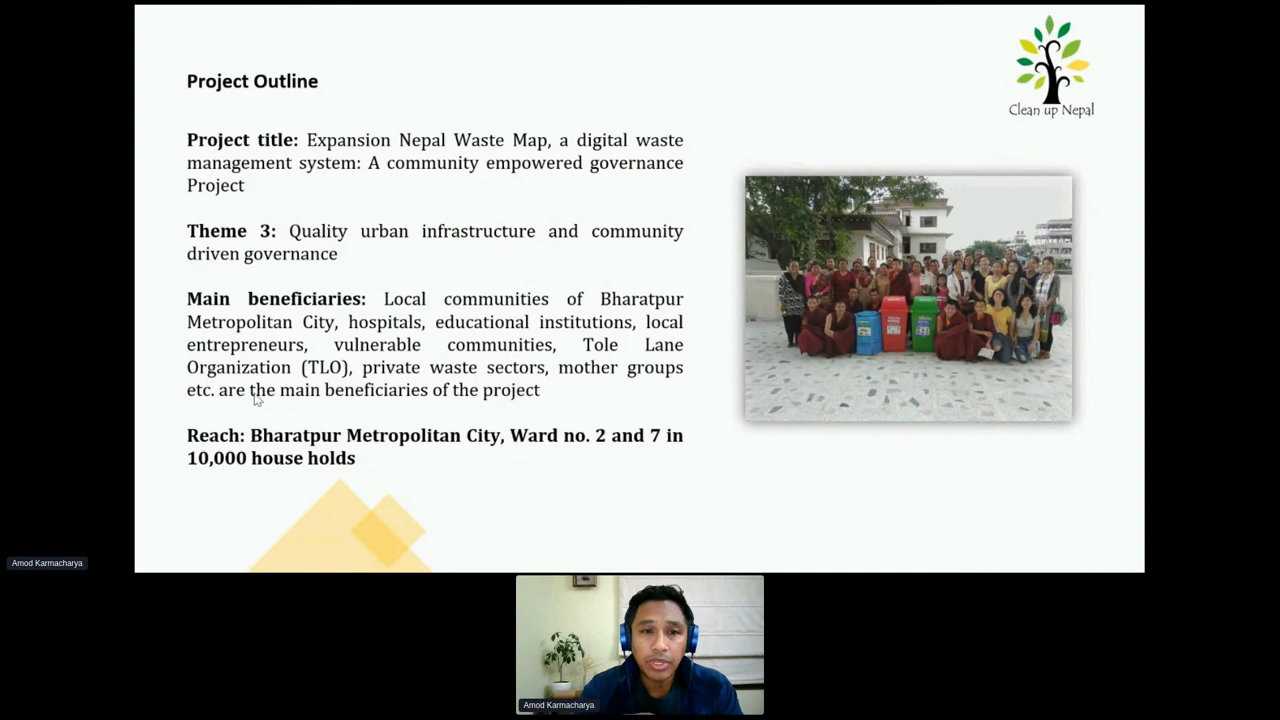 Project Outline
Clean up Nepal
Project title: Expansion Nepal Waste Map, a digital waste
management system: A community empowered governance
Project
Theme 3: Quality urban infrastructure and community
driven governance
Main beneficiaries: Local communities of Bharatpur
Metropolitan City, hospitals, educational institutions, local
entrepreneurs, vulnerable communities, Tole Lane
Organization (TLO), private waste sectors, mother groups
etc. are the main beneficiaries of the project
Reach: Bharatpur Metropolitan City, Ward no. 2 and 7 in
10,000 house holds
Amod Karmacharya
Amod Karmacharya